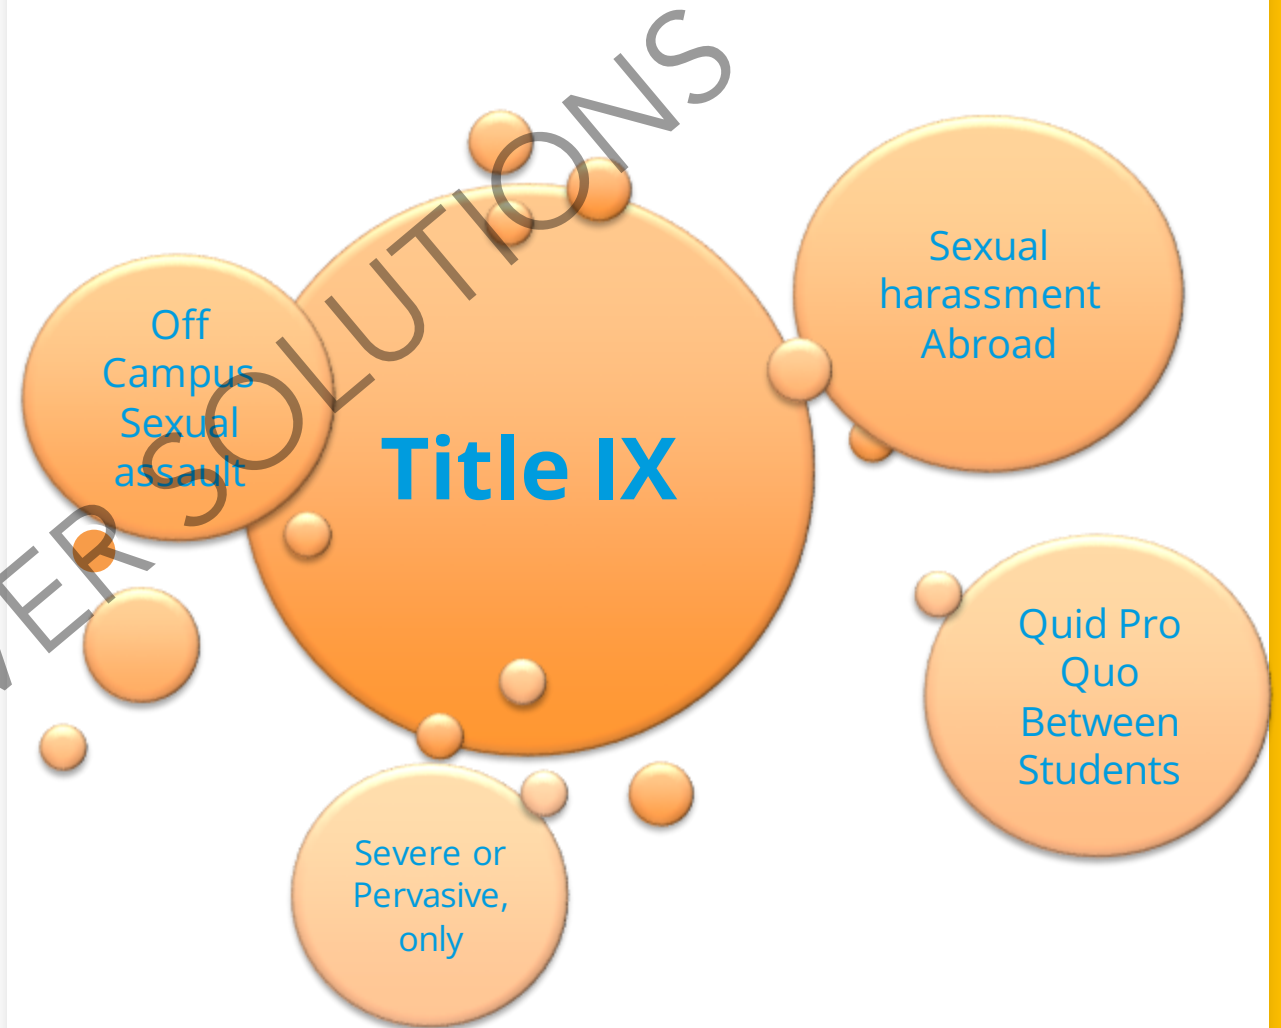 Title IX
Off
Campus
Sexual
assault
Sexual
harassment
Abroad
Quid Pro
Quo
Between
Students
Severe or
Pervasive,
only
SOLUTIONS